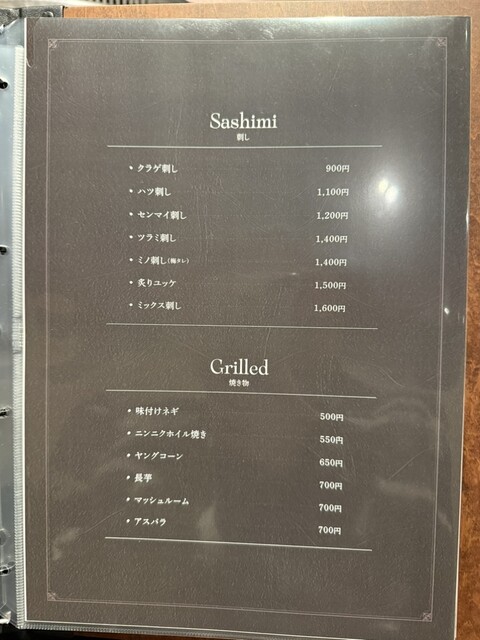 Sashimi
刺し
・クラゲ刺し 900円
・ハツ刺し 1,100円
・センマイ刺し 1,200円
・ツラミ刺し 1,400円
・ミノ刺し 1,400円
・炙りユッケ 1,500円
・ミックス刺し 1,600円
Grilled
焼き物
・味付けネギ 500円
・ニンニクホイル焼き 550円
・ヤングコーン 650円
・長芋 700円
・マッシュルーム 700円
・アスパラ 700円